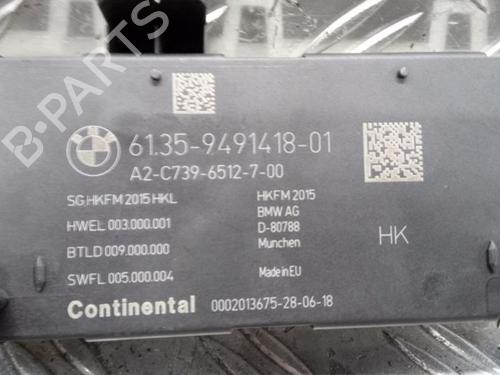 61.35-9491418-01
A2-C739-6512-7-00
SG HKFM 2015 HKL
HWEL 003.000.001
BTLD 009.000.000
SWFL 005.000.004
HKFM 2015
BMW AG
D-80788
Munchen
Made in EU
HK
Continental 0002013675-28-06-18
B-PARTS